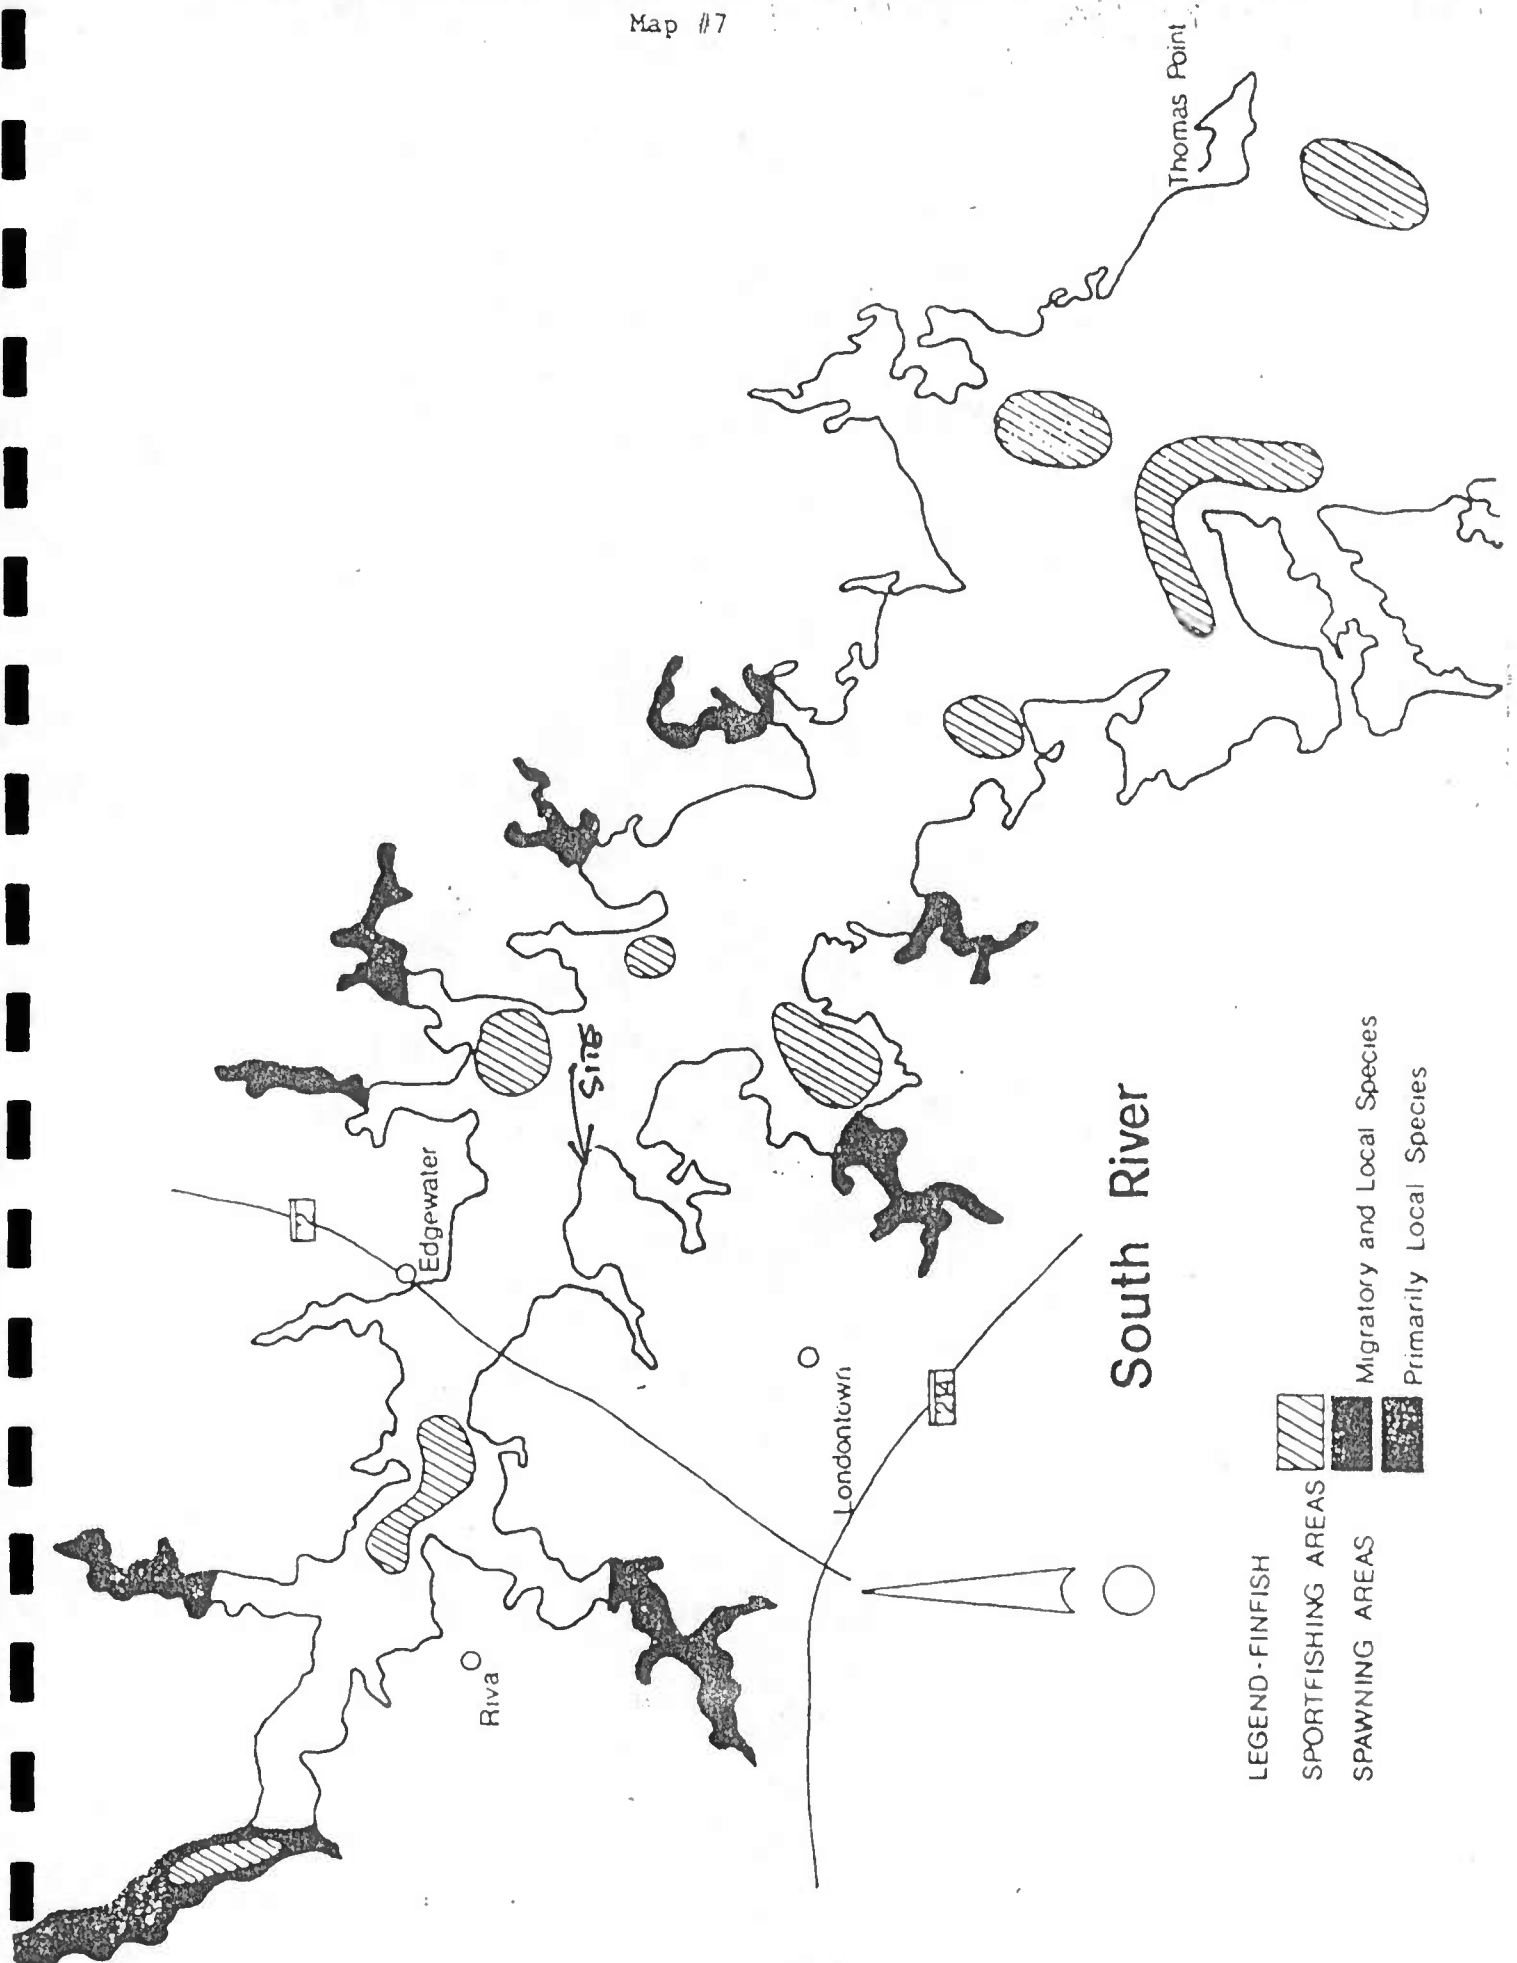 Map #7
Thomas Point
SITE
2
Edgewater
Londontown
214
Riva
South River
LEGEND-FINFISH
SPORTFISHING AREAS
SPAWNING AREAS
Migratory and Local Species
Primarily Local Species